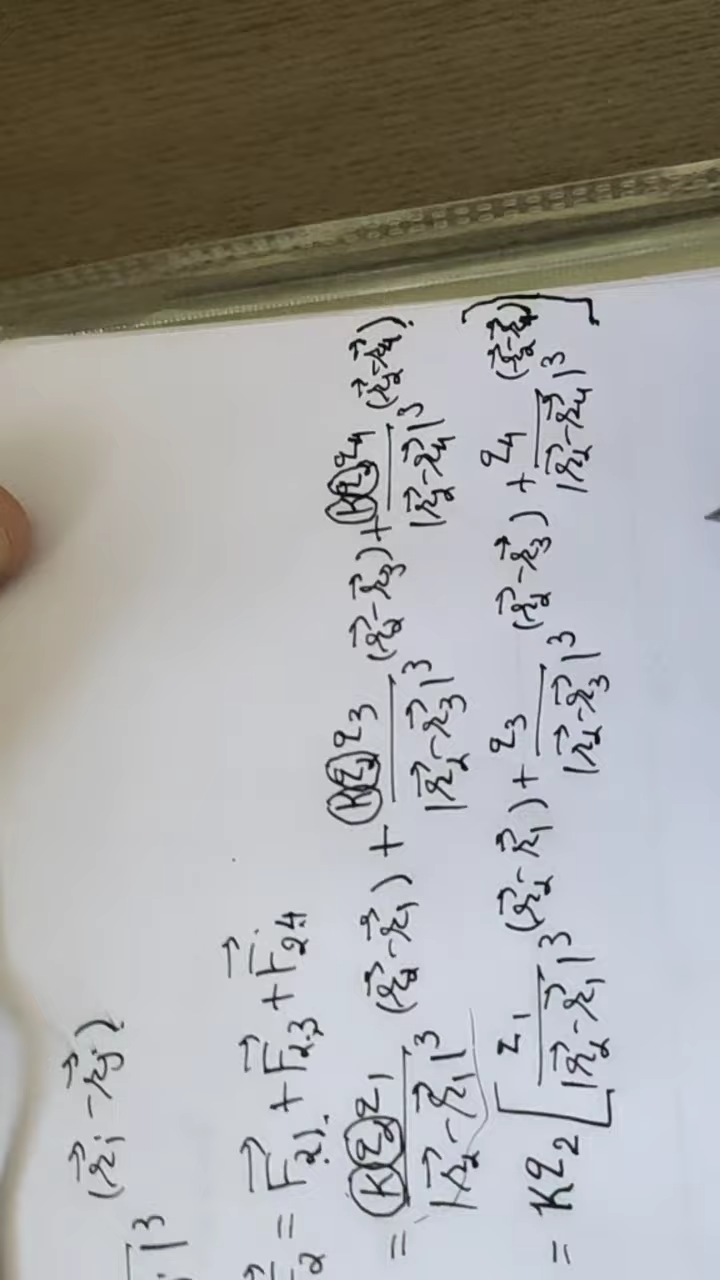 |³ (r⃗i - r⃗j)
₂ = F⃗₂₁ + F⃗₂₃ + F⃗₂₄
= Kq₂q₁/|r⃗₂ - r⃗₁|³ (r⃗₂ - r⃗₁) + Kq₂q₃/|r⃗₂ - r⃗₃|³ (r⃗₂ - r⃗₃) + Kq₂q₄/|r⃗₂ - r⃗₄|³ (r⃗₂ - r⃗₄)
= Kq₂ [q₁/|r⃗₂ - r⃗₁|³ (r⃗₂ - r⃗₁) + q₃/|r⃗₂ - r⃗₃|³ (r⃗₂ - r⃗₃) + q₄/|r⃗₂ - r⃗₄|³ (r⃗₂ - r⃗₄)]